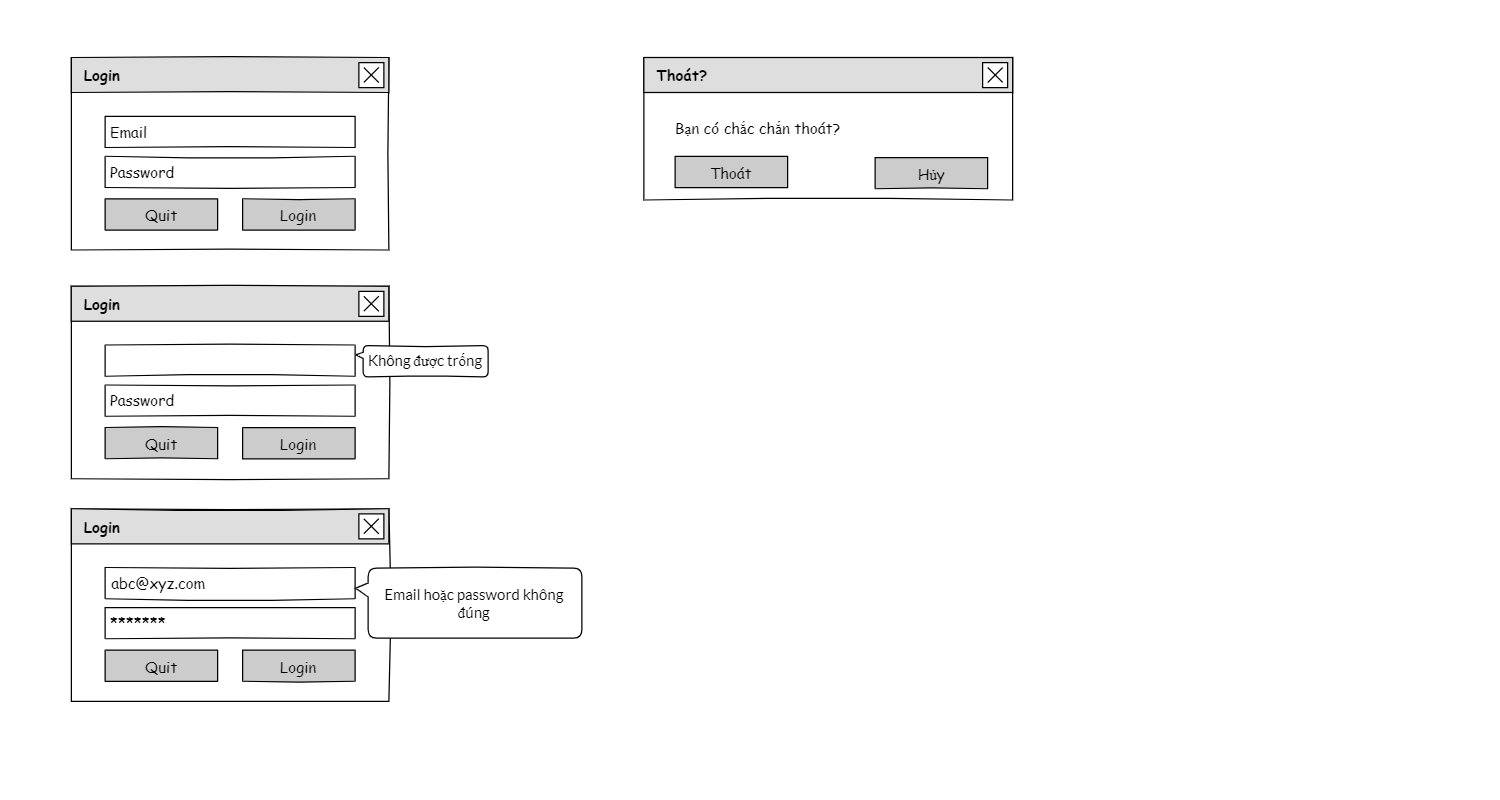 Login
Email
Password
Quit
Login
Thoát?
Bạn có chắc chắn thoát?
Thoát
Hủy
Login
Không được trống
Password
Quit
Login
Login
abc@xyz.com
*******
Email hoặc password không
đúng
Quit
Login